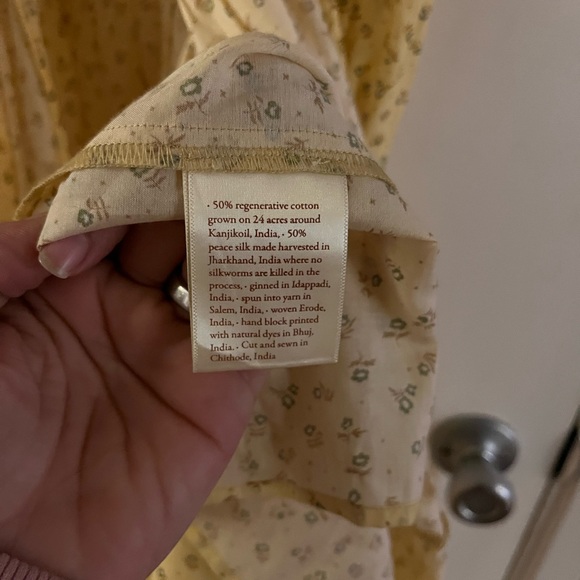 · 50% regenerative cotton
grown on 24 acres around
Kanjikoil, India, · 50%
peace silk made harvested in
Jharkhand, India where no
silkworms are killed in the
process, · ginned in Idappadi,
India, · spun into yarn in
Salem, India, · woven Erode,
India, · hand block printed
with natural dyes in Bhuj,
India. · Cut and sewn in
Chithode, India